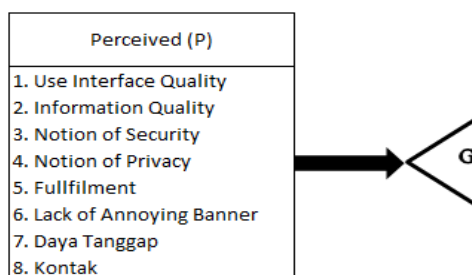 Perceived (P)
1. Use Interface Quality
2. Information Quality
3. Notion of Security
4. Notion of Privacy
5. Fullfilment
6. Lack of Annoying Banner
7. Daya Tanggap
8. Kontak
G